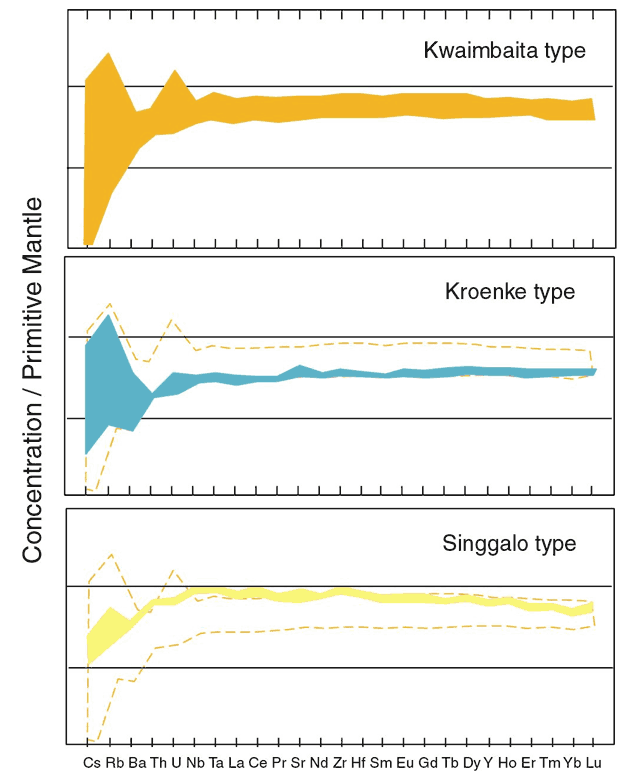 Kwaimbaita type
Kroenke type
Singgalo type
Concentration / Primitive Mantle
Cs Rb Ba Th U Nb Ta La Ce Pr Sr Nd Zr Hf Sm Eu Gd Tb Dy Y Ho Er Tm Yb Lu